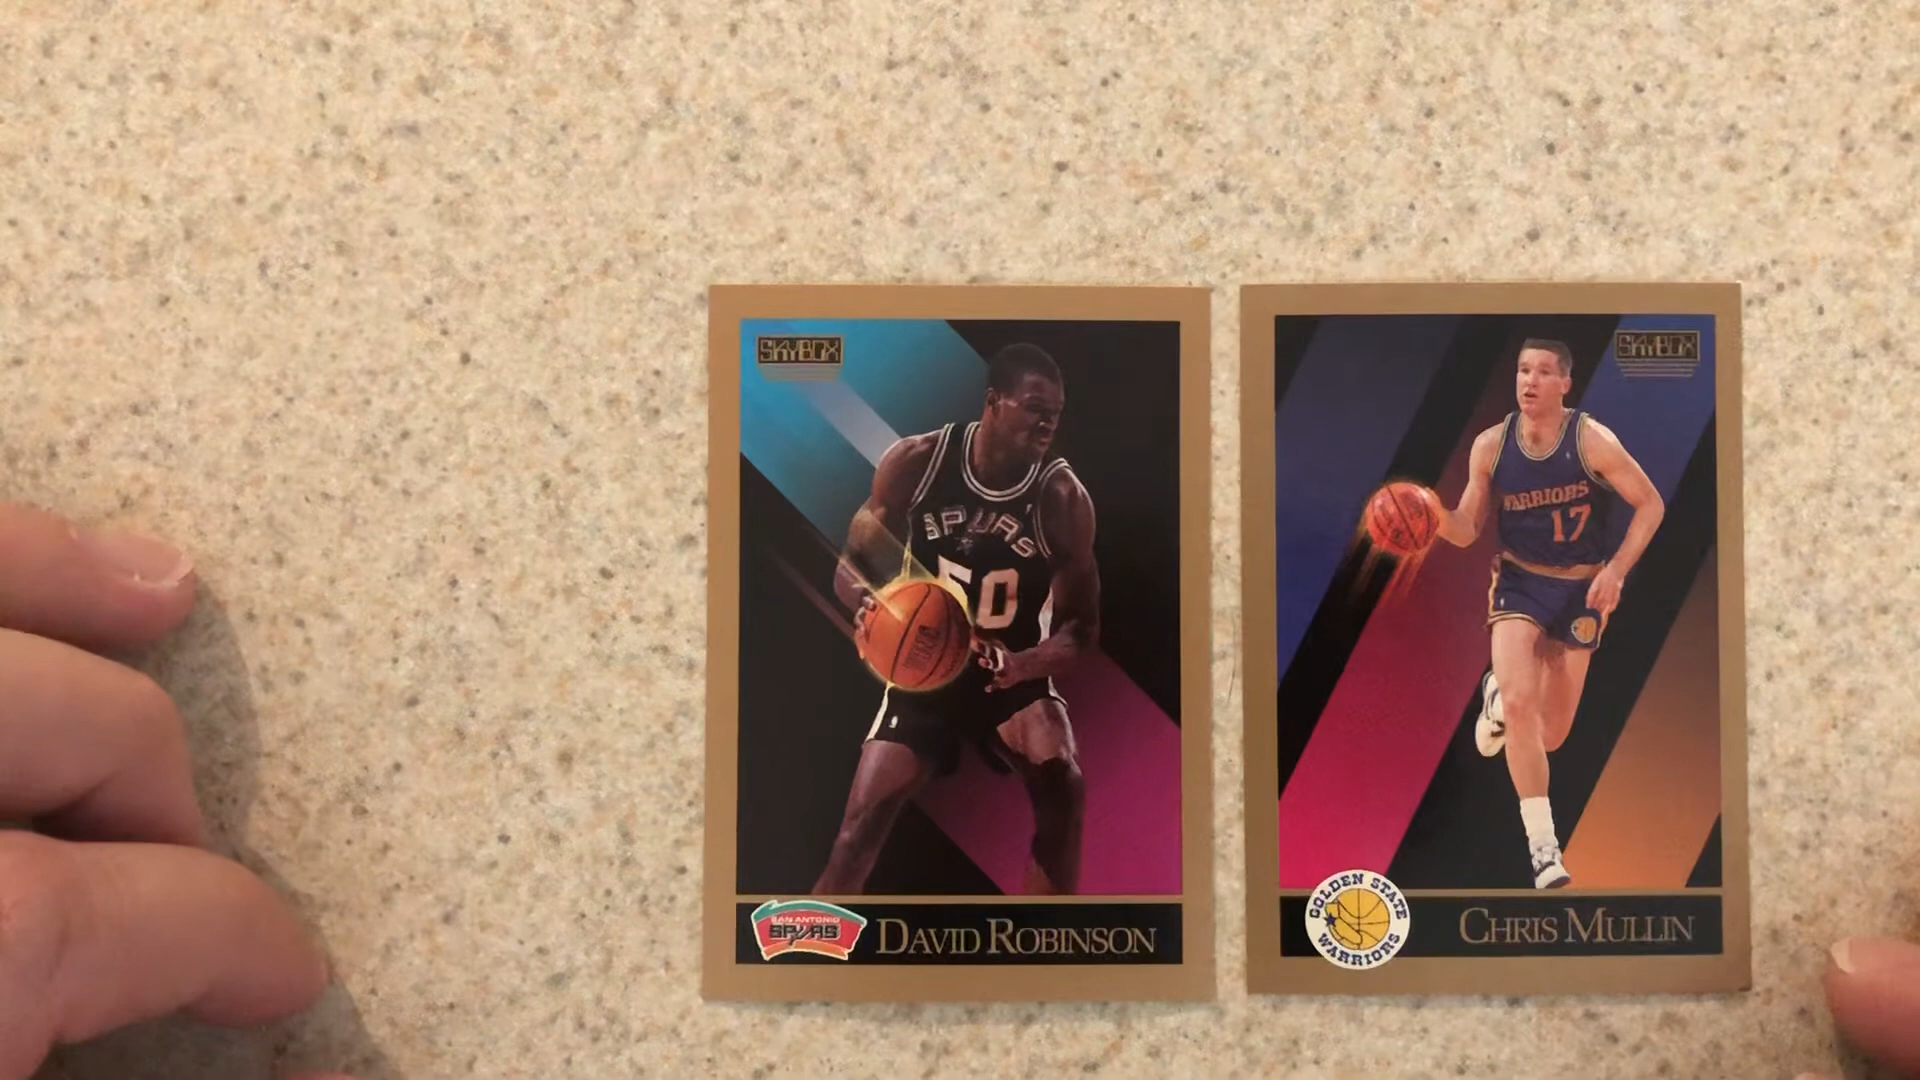 SKYBOX
SPURS
50
SAN ANTONIO
SPURS
DAVID ROBINSON
SKYBOX
WARRIORS
17
GOLDEN STATE
WARRIORS
CHRIS MULLIN